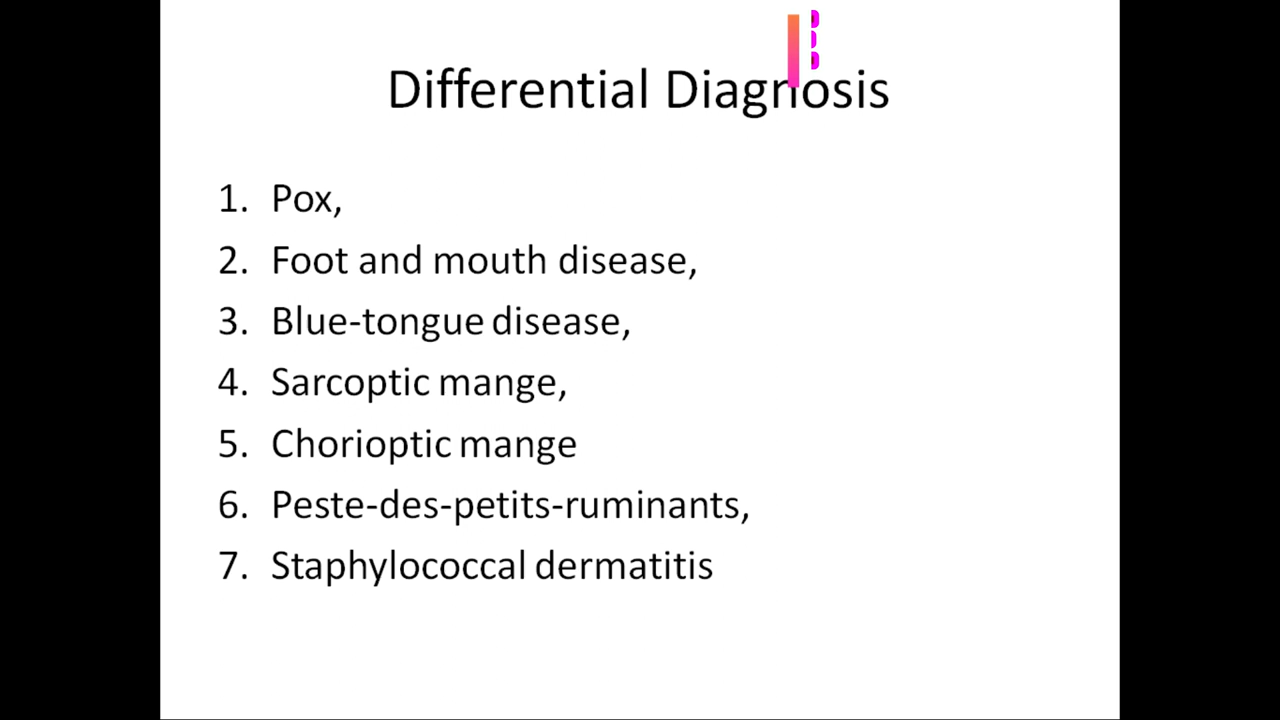 Differential Diagnosis
1. Pox,
2. Foot and mouth disease,
3. Blue-tongue disease,
4. Sarcoptic mange,
5. Chorioptic mange
6. Peste-des-petits-ruminants,
7. Staphylococcal dermatitis